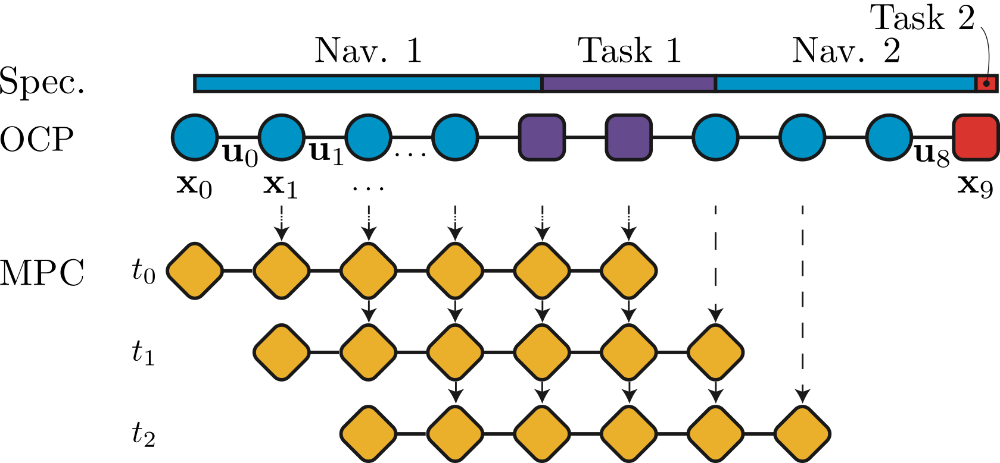 Task 2
Nav. 1 Task 1 Nav. 2
Spec.
OCP
u₀ u₁ ... u₈
x₀ x₁ ... x₉
MPC t₀
t₁
t₂